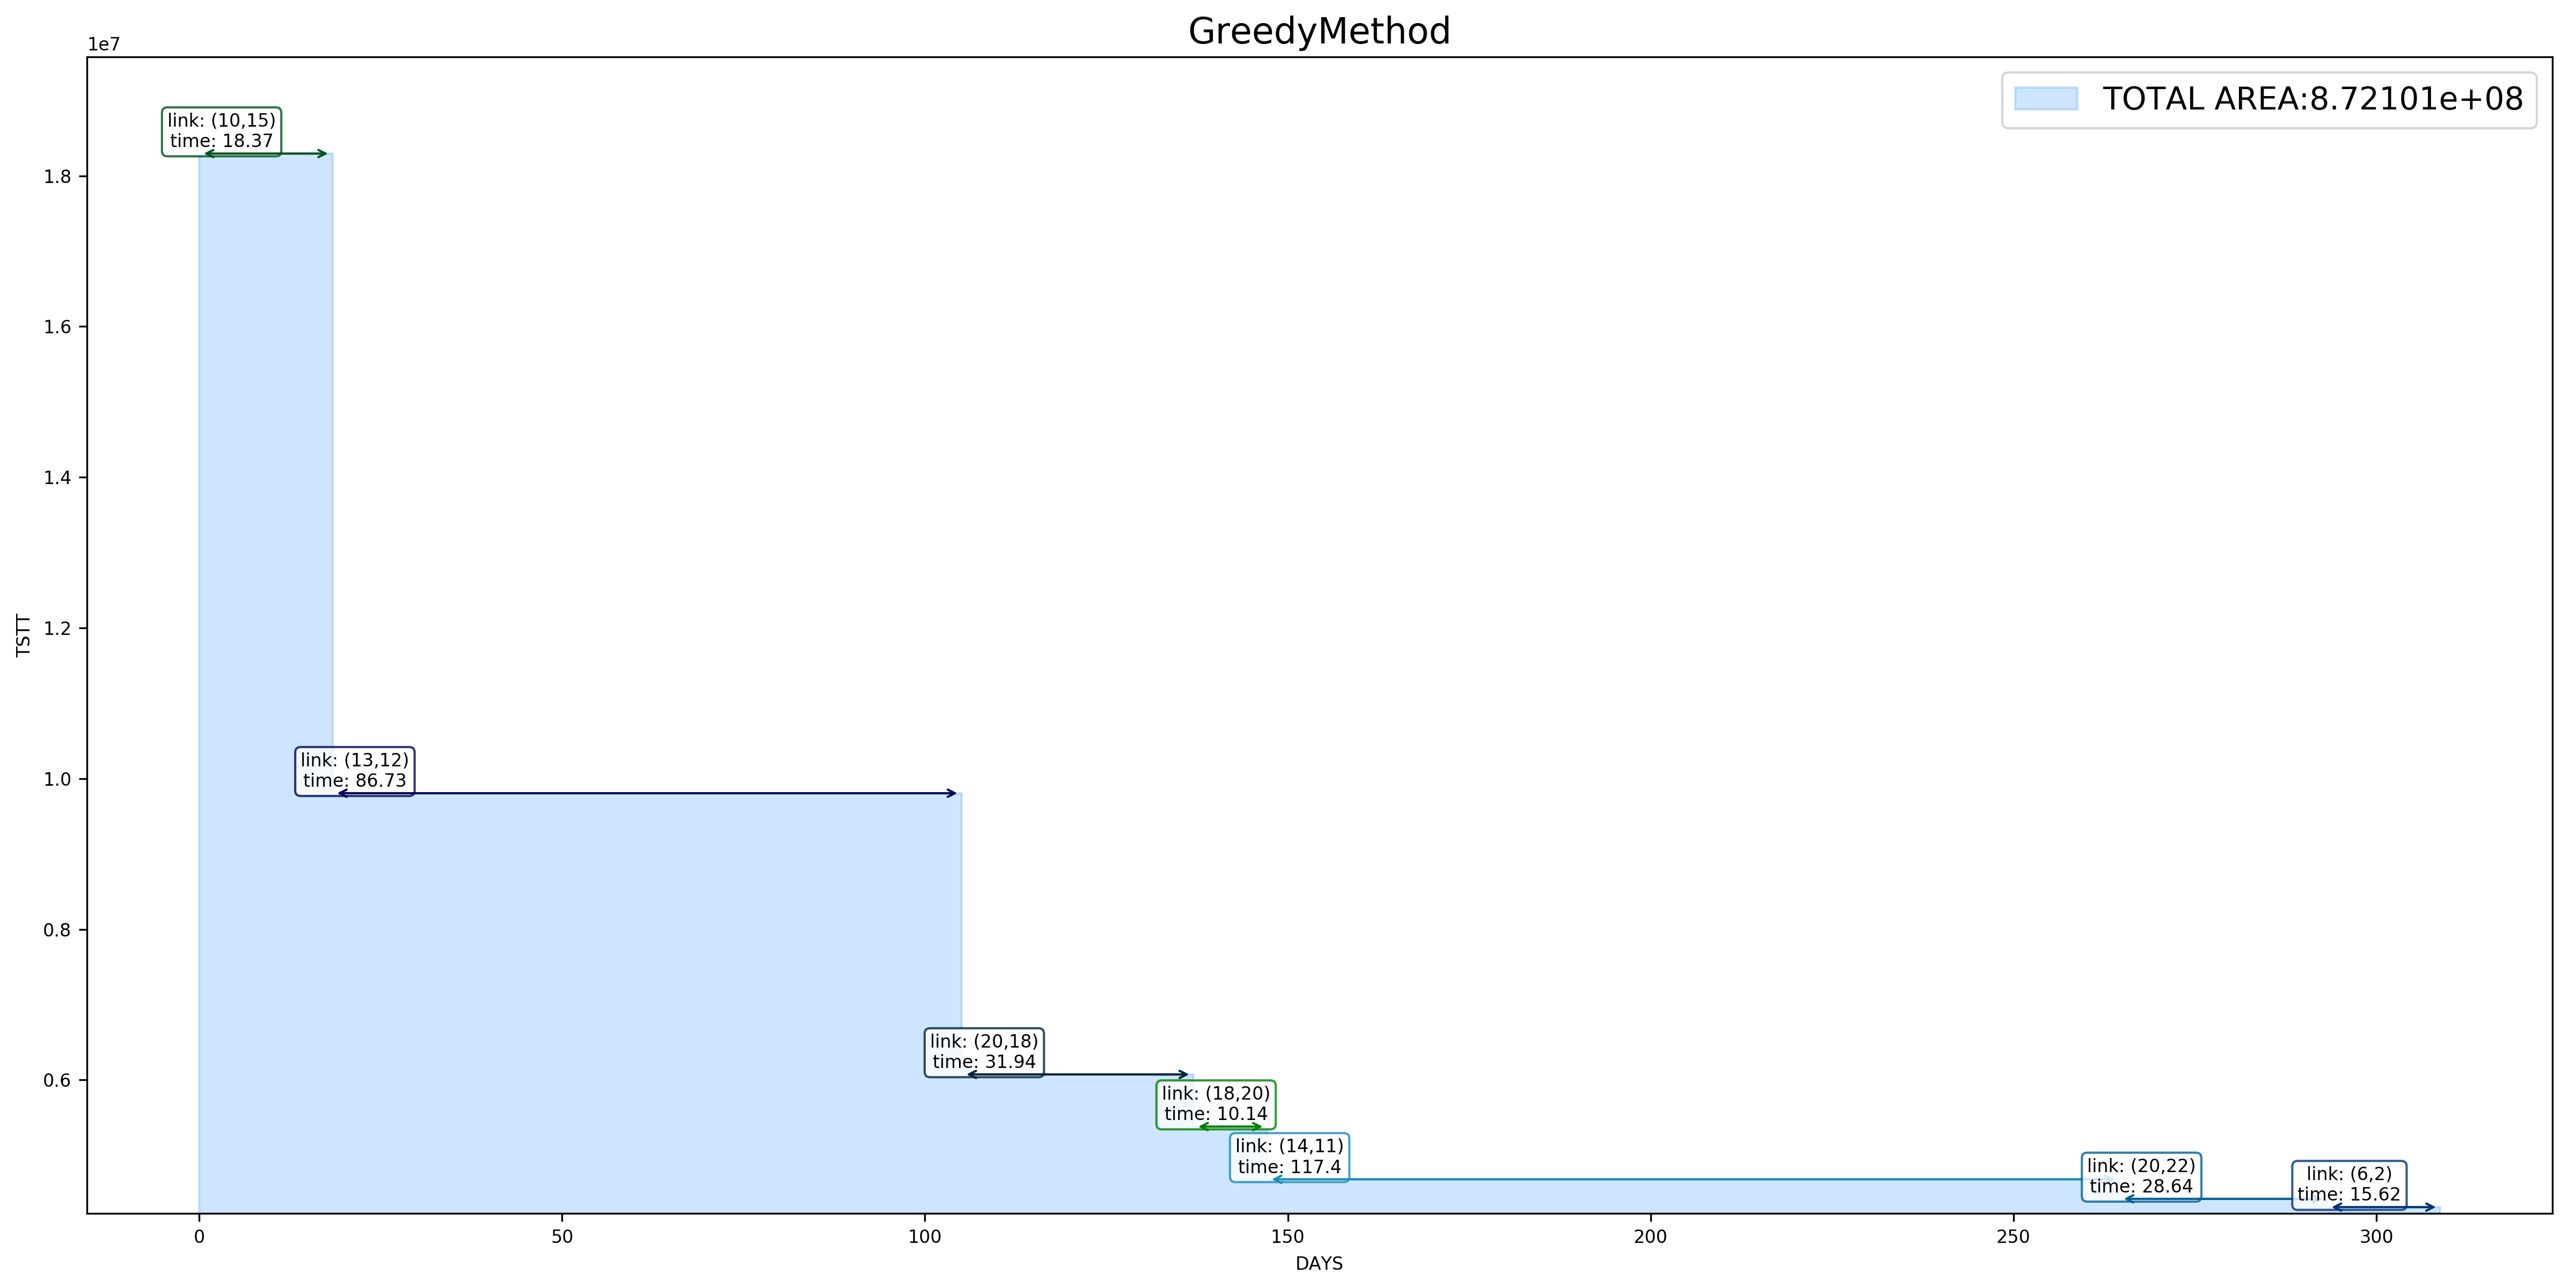 GreedyMethod
1e7
TOTAL AREA:8.72101e+08
link: (10,15)
time: 18.37
1.8
1.6
1.4
1.2
TSTT
link: (13,12)
time: 86.73
1.0
0.8
link: (20,18)
time: 31.94
0.6
link: (18,20)
time: 10.14
link: (14,11)
time: 117.4
link: (20,22)
time: 28.64
link: (6,2)
time: 15.62
0 50 100 150 200 250 300
DAYS